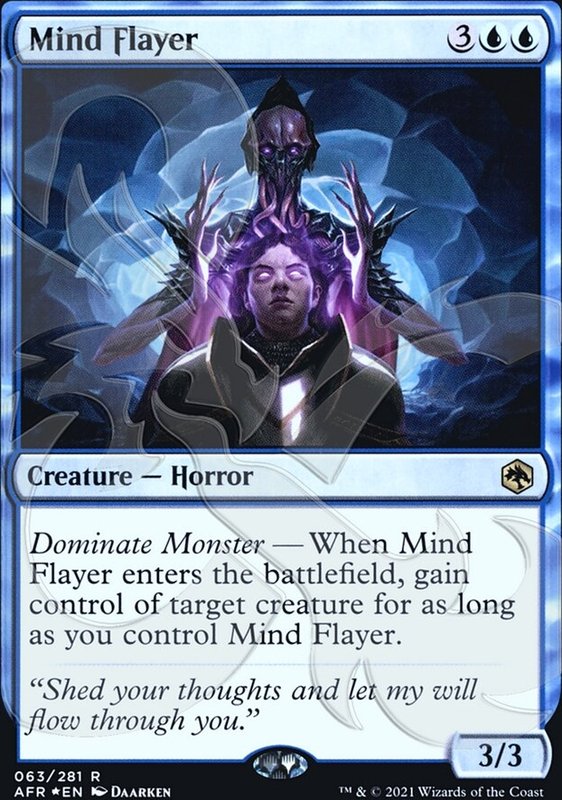 Mind Flayer 3
Creature — Horror
Dominate Monster — When Mind
Flayer enters the battlefield, gain
control of target creature for as long
as you control Mind Flayer.
“Shed your thoughts and let my will
flow through you.”
3/3
063/281 R
AFR ★ EN Daarken
™ & © 2021 Wizards of the Coast